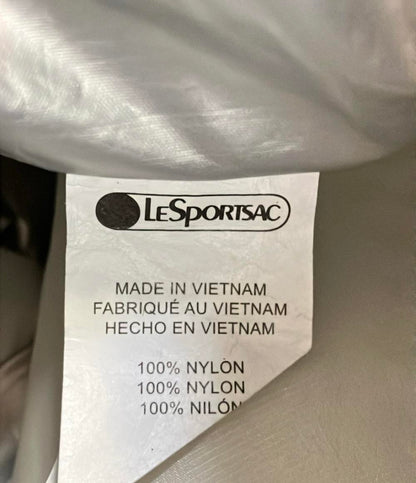 LESPORTSAC
MADE IN VIETNAM
FABRIQUÉ AU VIETNAM
HECHO EN VIETNAM
100% NYLON
100% NYLON
100% NILÓN